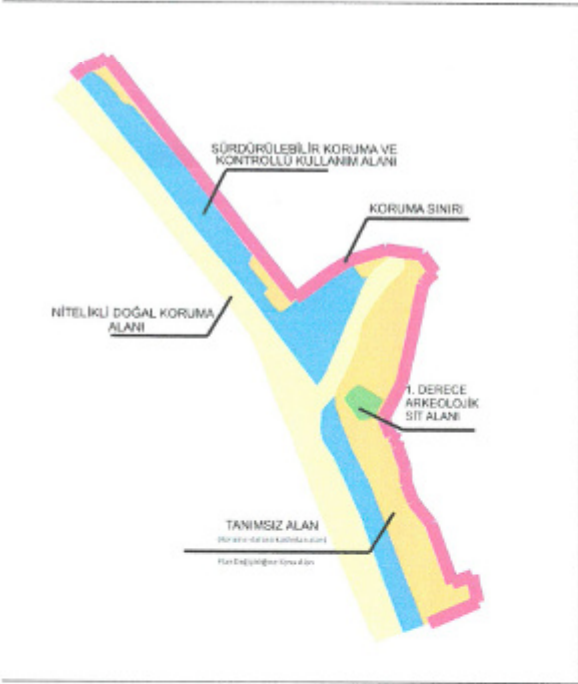 SÜRDÜRÜLEBİLİR KORUMA VE
KONTROLLÜ KULLANIM ALANI
KORUMA SINIRI
NİTELİKLİ DOĞAL KORUMA
ALANI
1. DERECE
ARKEOLOJİK
SİT ALANI
TANIMSIZ ALAN